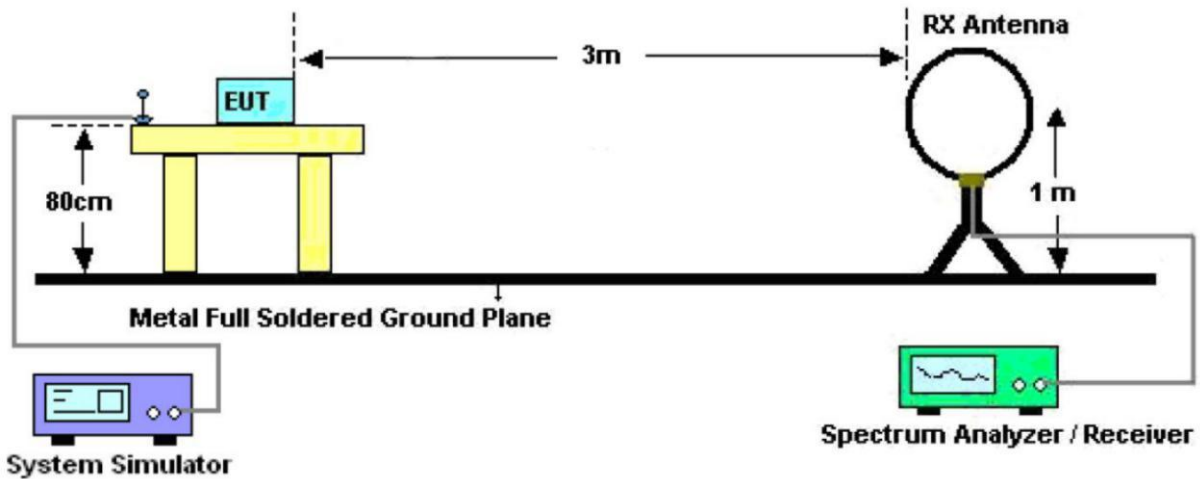 RX Antenna
3m
EUT
80cm
1 m
Metal Full Soldered Ground Plane
System Simulator
Spectrum Analyzer / Receiver